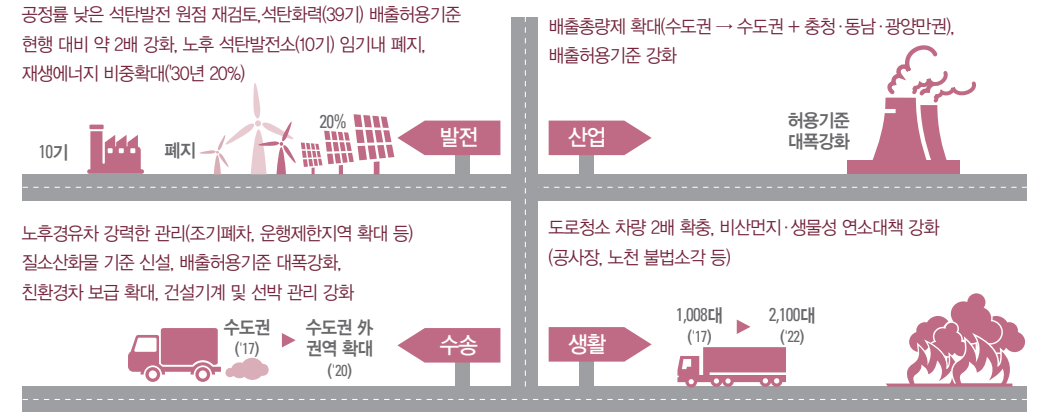 공정률 낮은 석탄발전 원점 재검토,석탄화력(39기) 배출허용기준
현행 대비 약 2배 강화, 노후 석탄발전소(10기) 임기내 폐지,
재생에너지 비중확대('30년 20%)
10기
폐지
20%
발전
배출총량제 확대(수도권 → 수도권 + 충청·동남·광양만권),
배출허용기준 강화
산업
허용기준
대폭강화
노후경유차 강력한 관리(조기폐차, 운행제한지역 확대 등)
질소산화물 기준 신설, 배출허용기준 대폭강화,
친환경차 보급 확대, 건설기계 및 선박 관리 강화
수도권
('17)
수도권 外
권역 확대
('20)
수송
도로청소 차량 2배 확충, 비산먼지·생물성 연소대책 강화
(공사장, 노천 불법소각 등)
생활
1,008대
('17)
2,100대
('22)